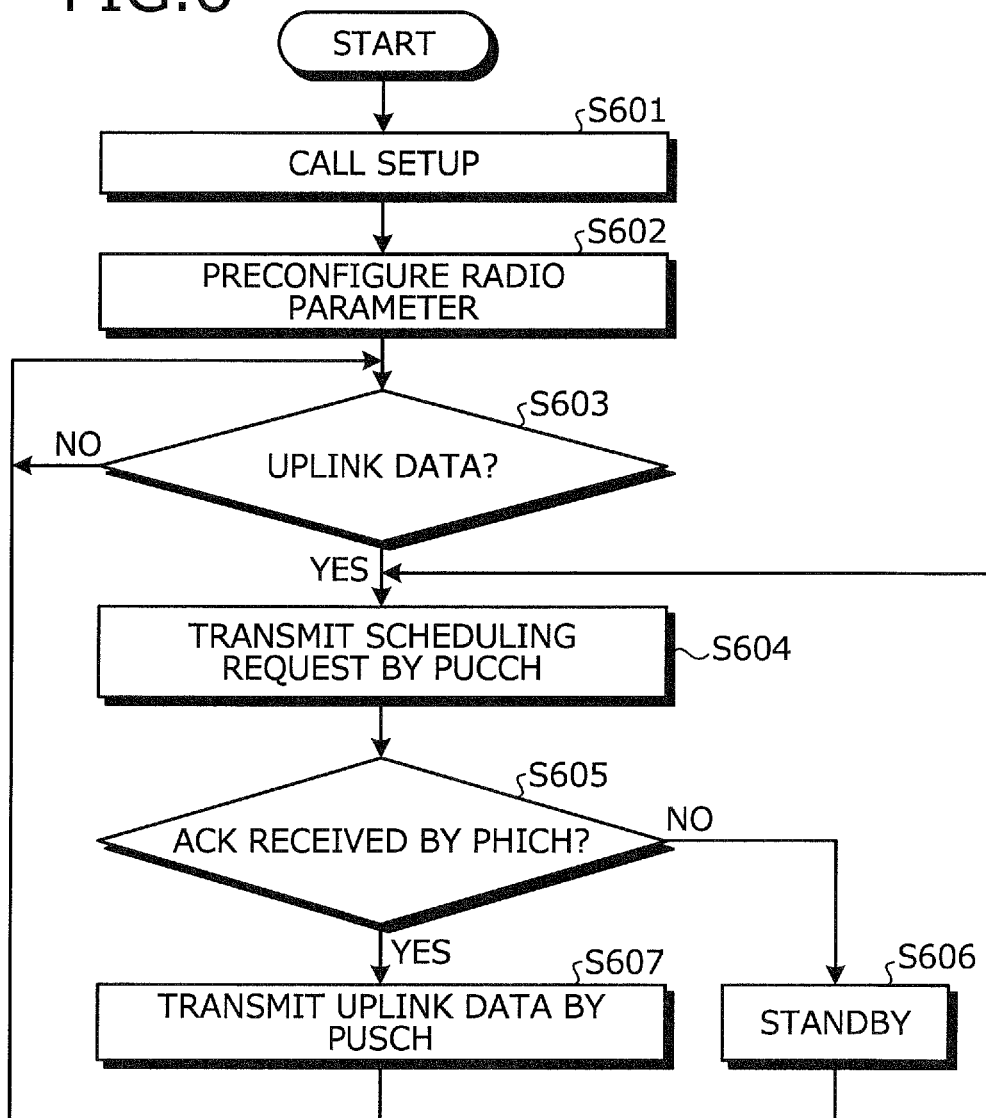 FIG.6
START
S601
CALL SETUP
S602
PRECONFIGURE RADIO
PARAMETER
S603
UPLINK DATA?
NO
YES
TRANSMIT SCHEDULING
REQUEST BY PUCCH
S604
S605
ACK RECEIVED BY PHICH?
NO
YES
S607
TRANSMIT UPLINK DATA BY
PUSCH
S606
STANDBY